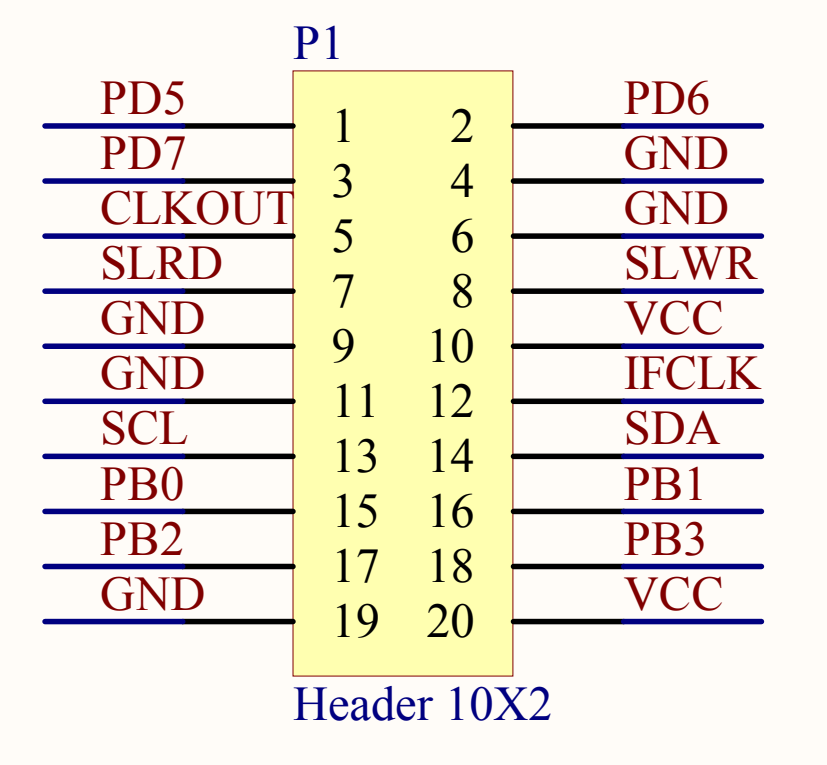 P1
PD5 1 2 PD6
PD7 3 4 GND
CLKOUT 5 6 GND
SLRD 7 8 SLWR
GND 9 10 VCC
GND 11 12 IFCLK
SCL 13 14 SDA
PB0 15 16 PB1
PB2 17 18 PB3
GND 19 20 VCC
Header 10X2